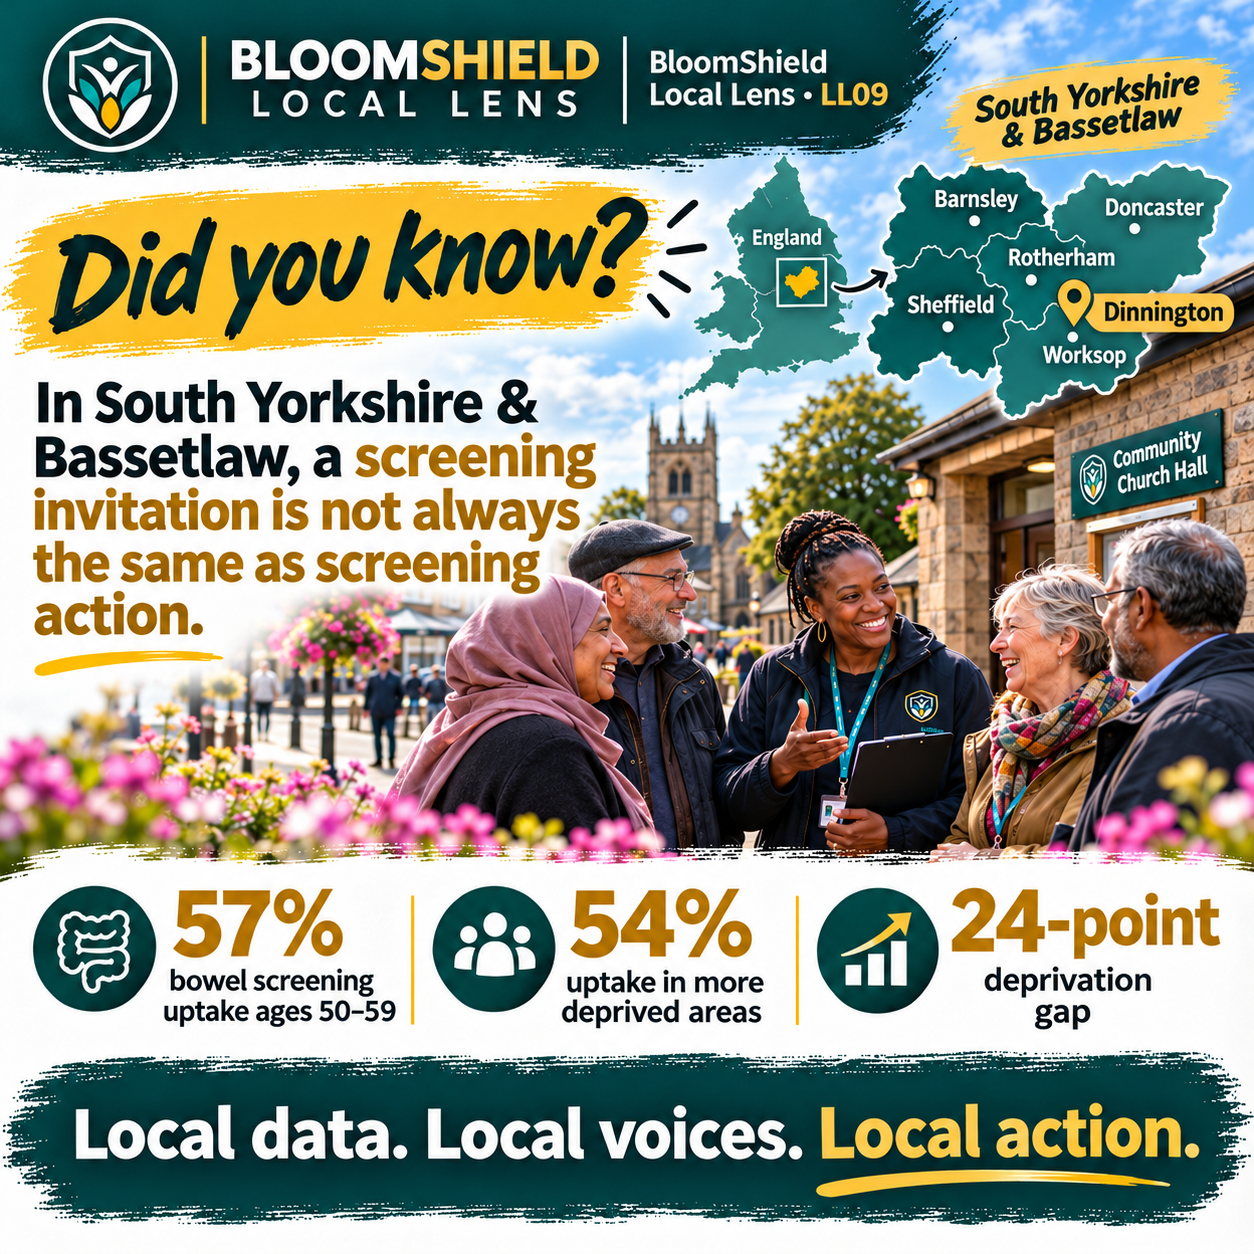 BLOOMSHIELD
LOCAL LENS
BloomShield
Local Lens • LL09
South Yorkshire
& Bassetlaw
Did you know?
England
Barnsley
Doncaster
Rotherham
Sheffield
Dinnington
Worksop
In South Yorkshire &
Bassetlaw, a screening
invitation is not always
the same as screening
action.
Community
Church Hall
57%
bowel screening
uptake ages 50–59
54%
uptake in more
deprived areas
24-point
deprivation
gap
Local data. Local voices. Local action.